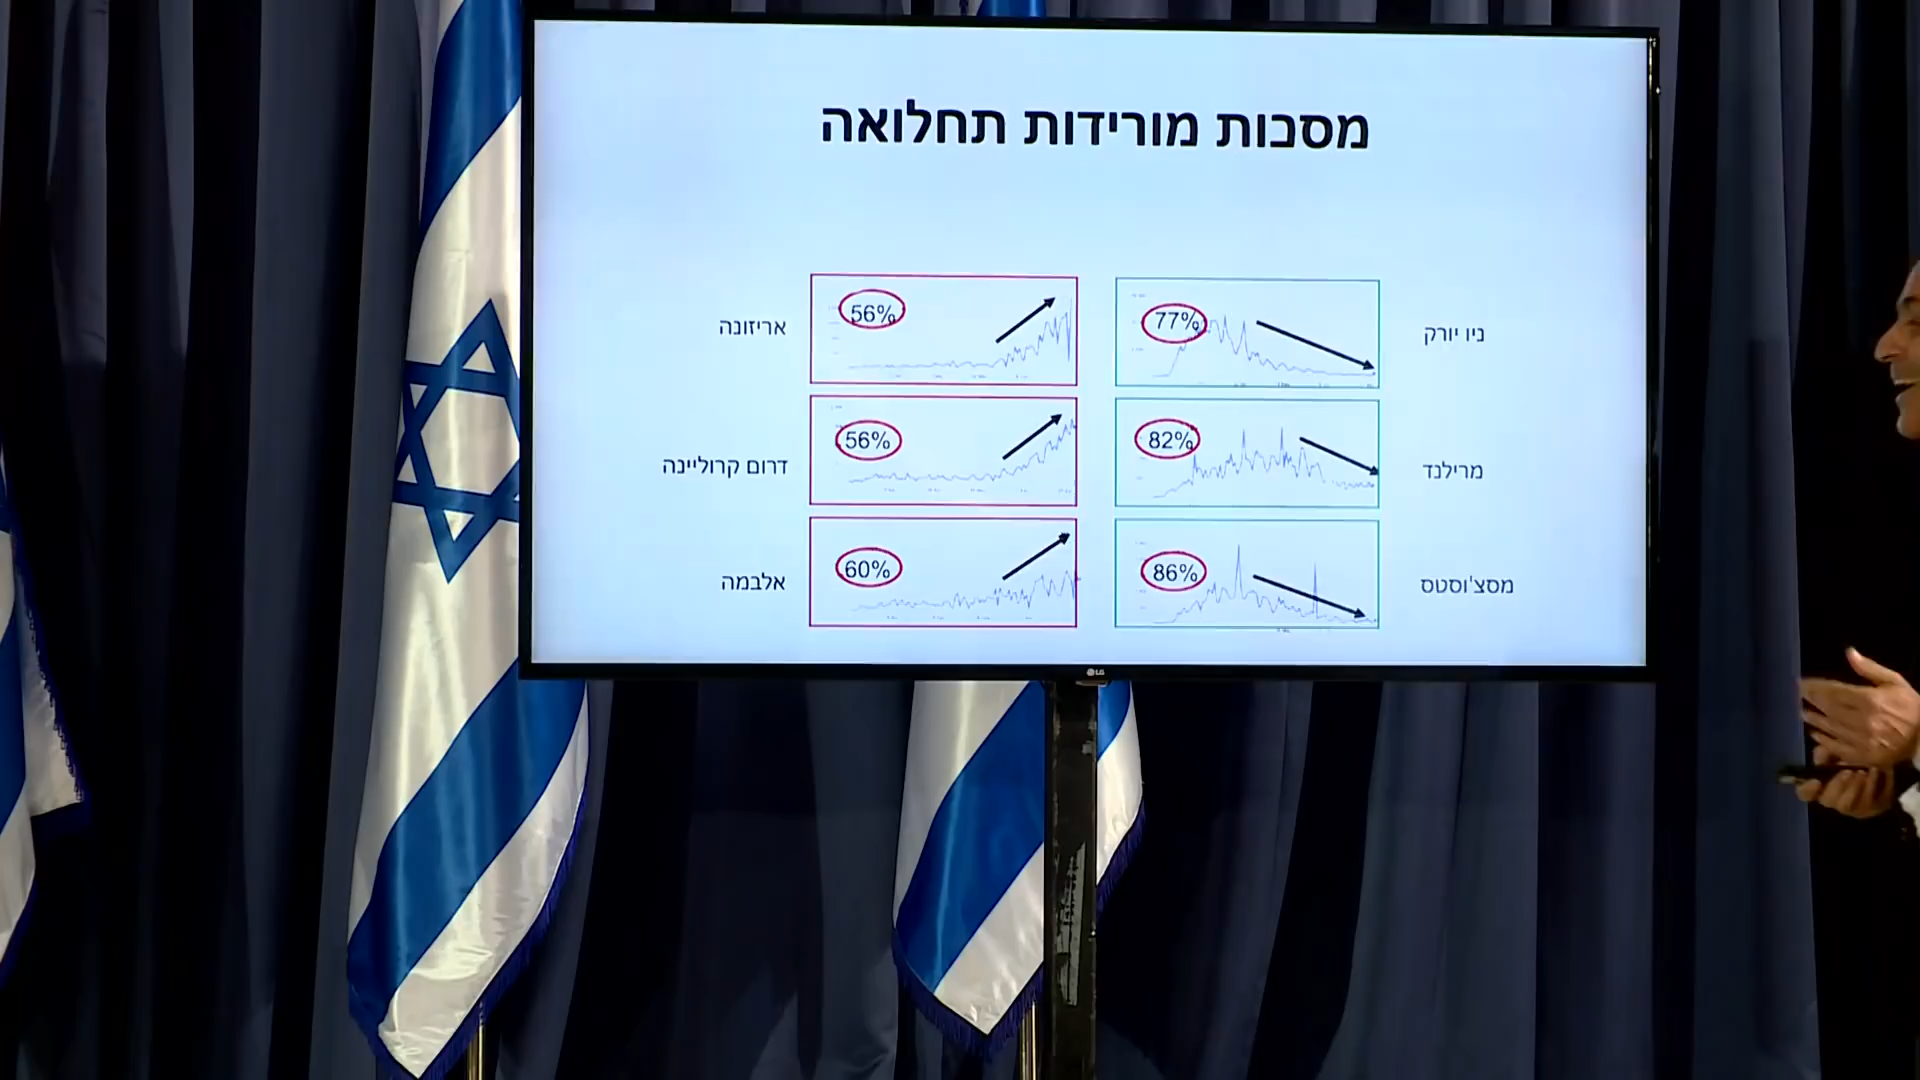 מסכות מורידות תחלואה
ניו יורק
77%
56%
אריזונה
מרילנד
82%
56%
דרום קרוליינה
מסצ'וסטס
86%
60%
אלבמה
LG